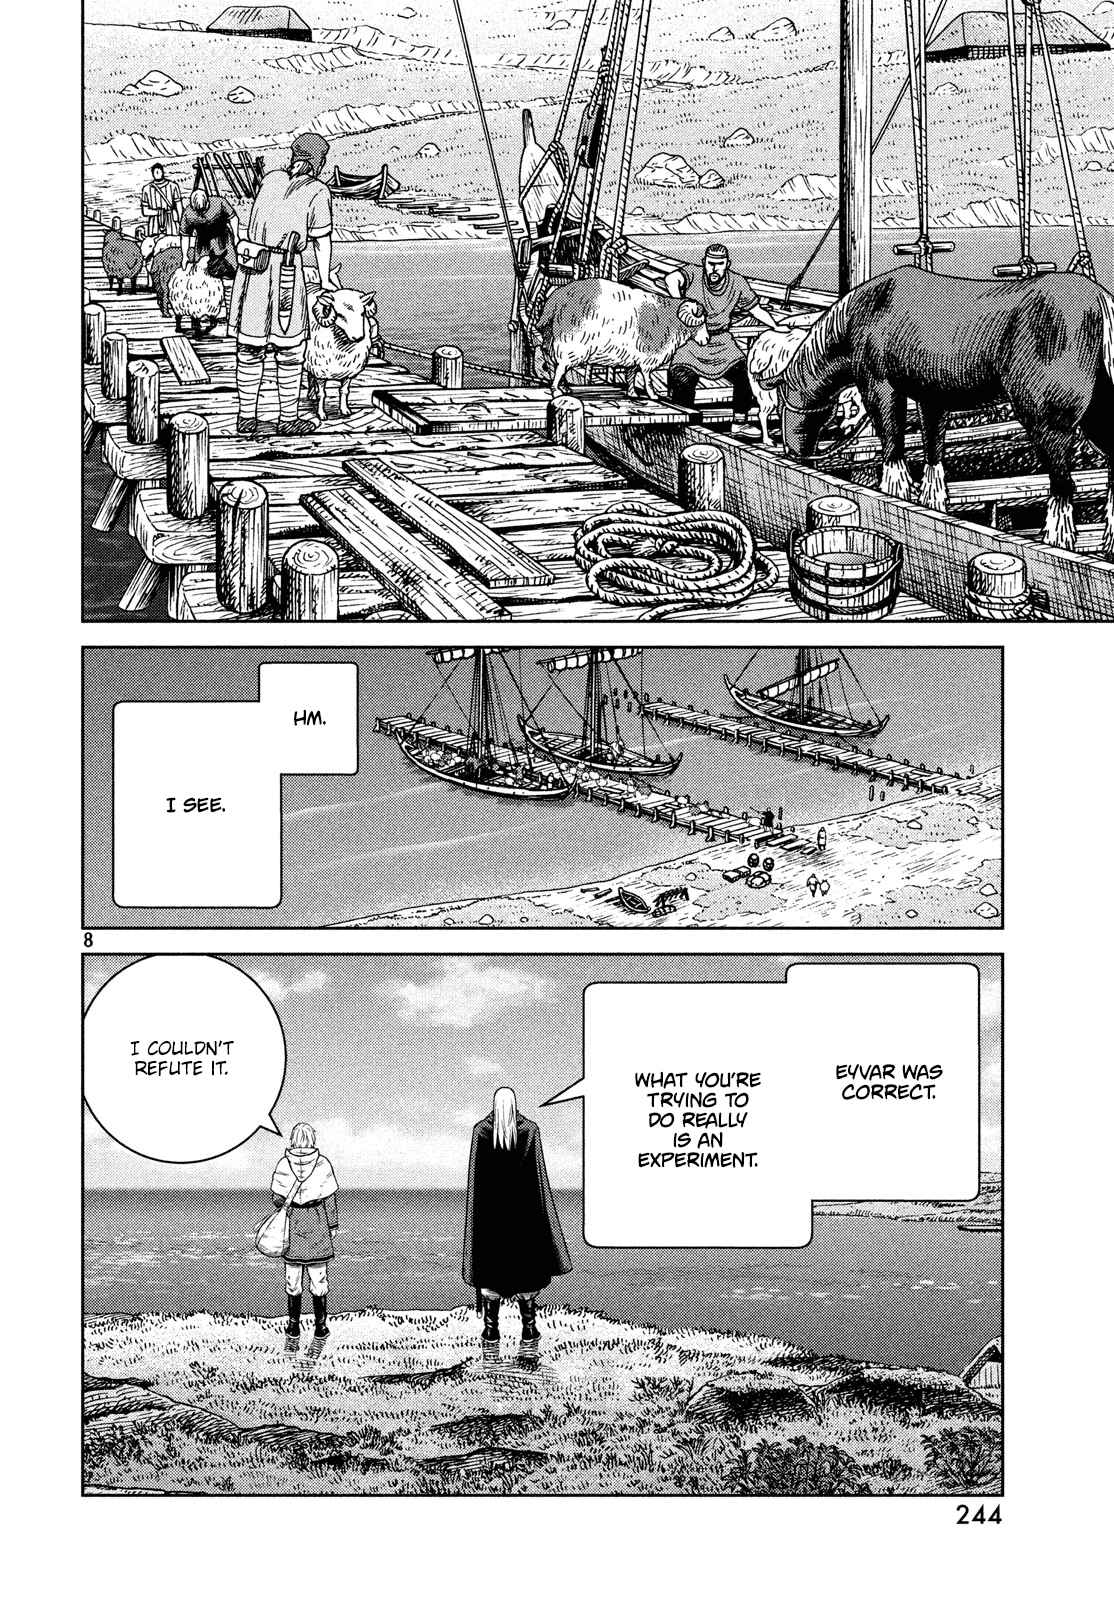 HM.
I SEE.
8
EYVAR WAS
CORRECT.
WHAT YOU'RE
TRYING TO
DO REALLY
IS AN
EXPERIMENT.
I COULDN'T
REFUTE IT.
244